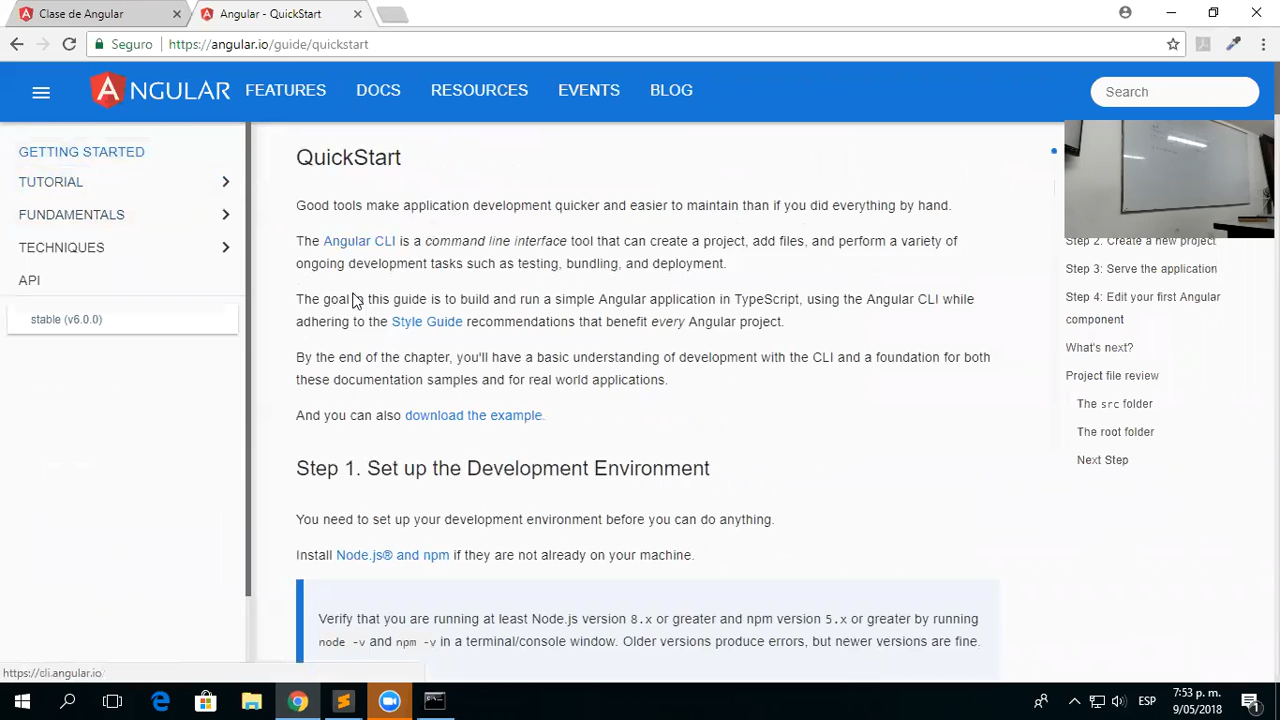 Clase de Angular
Angular - QuickStart
Seguro
https://angular.io/guide/quickstart
ANGULAR
FEATURES
DOCS
RESOURCES
EVENTS
BLOG
Search
GETTING STARTED
TUTORIAL
FUNDAMENTALS
TECHNIQUES
API
stable (v6.0.0)
QuickStart
Good tools make application development quicker and easier to maintain than if you did everything by hand.
The Angular CLI is a command line interface tool that can create a project, add files, and perform a variety of
ongoing development tasks such as testing, bundling, and deployment.
The goal this guide is to build and run a simple Angular application in TypeScript, using the Angular CLI while
adhering to the Style Guide recommendations that benefit every Angular project.
By the end of the chapter, you'll have a basic understanding of development with the CLI and a foundation for both
these documentation samples and for real world applications.
And you can also download the example.
Step 1. Set up the Development Environment
You need to set up your development environment before you can do anything.
Install Node.js® and npm if they are not already on your machine.
Verify that you are running at least Node.js version 8.x or greater and npm version 5.x or greater by running
node -v and npm -v in a terminal/console window. Older versions produce errors, but newer versions are fine.
Step 2: Create a new project
Step 3: Serve the application
Step 4: Edit your first Angular
component
What's next?
Project file review
The src folder
The root folder
Next Step
https://cli.angular.io/
ESP
7:53 p. m.
9/05/2018
1